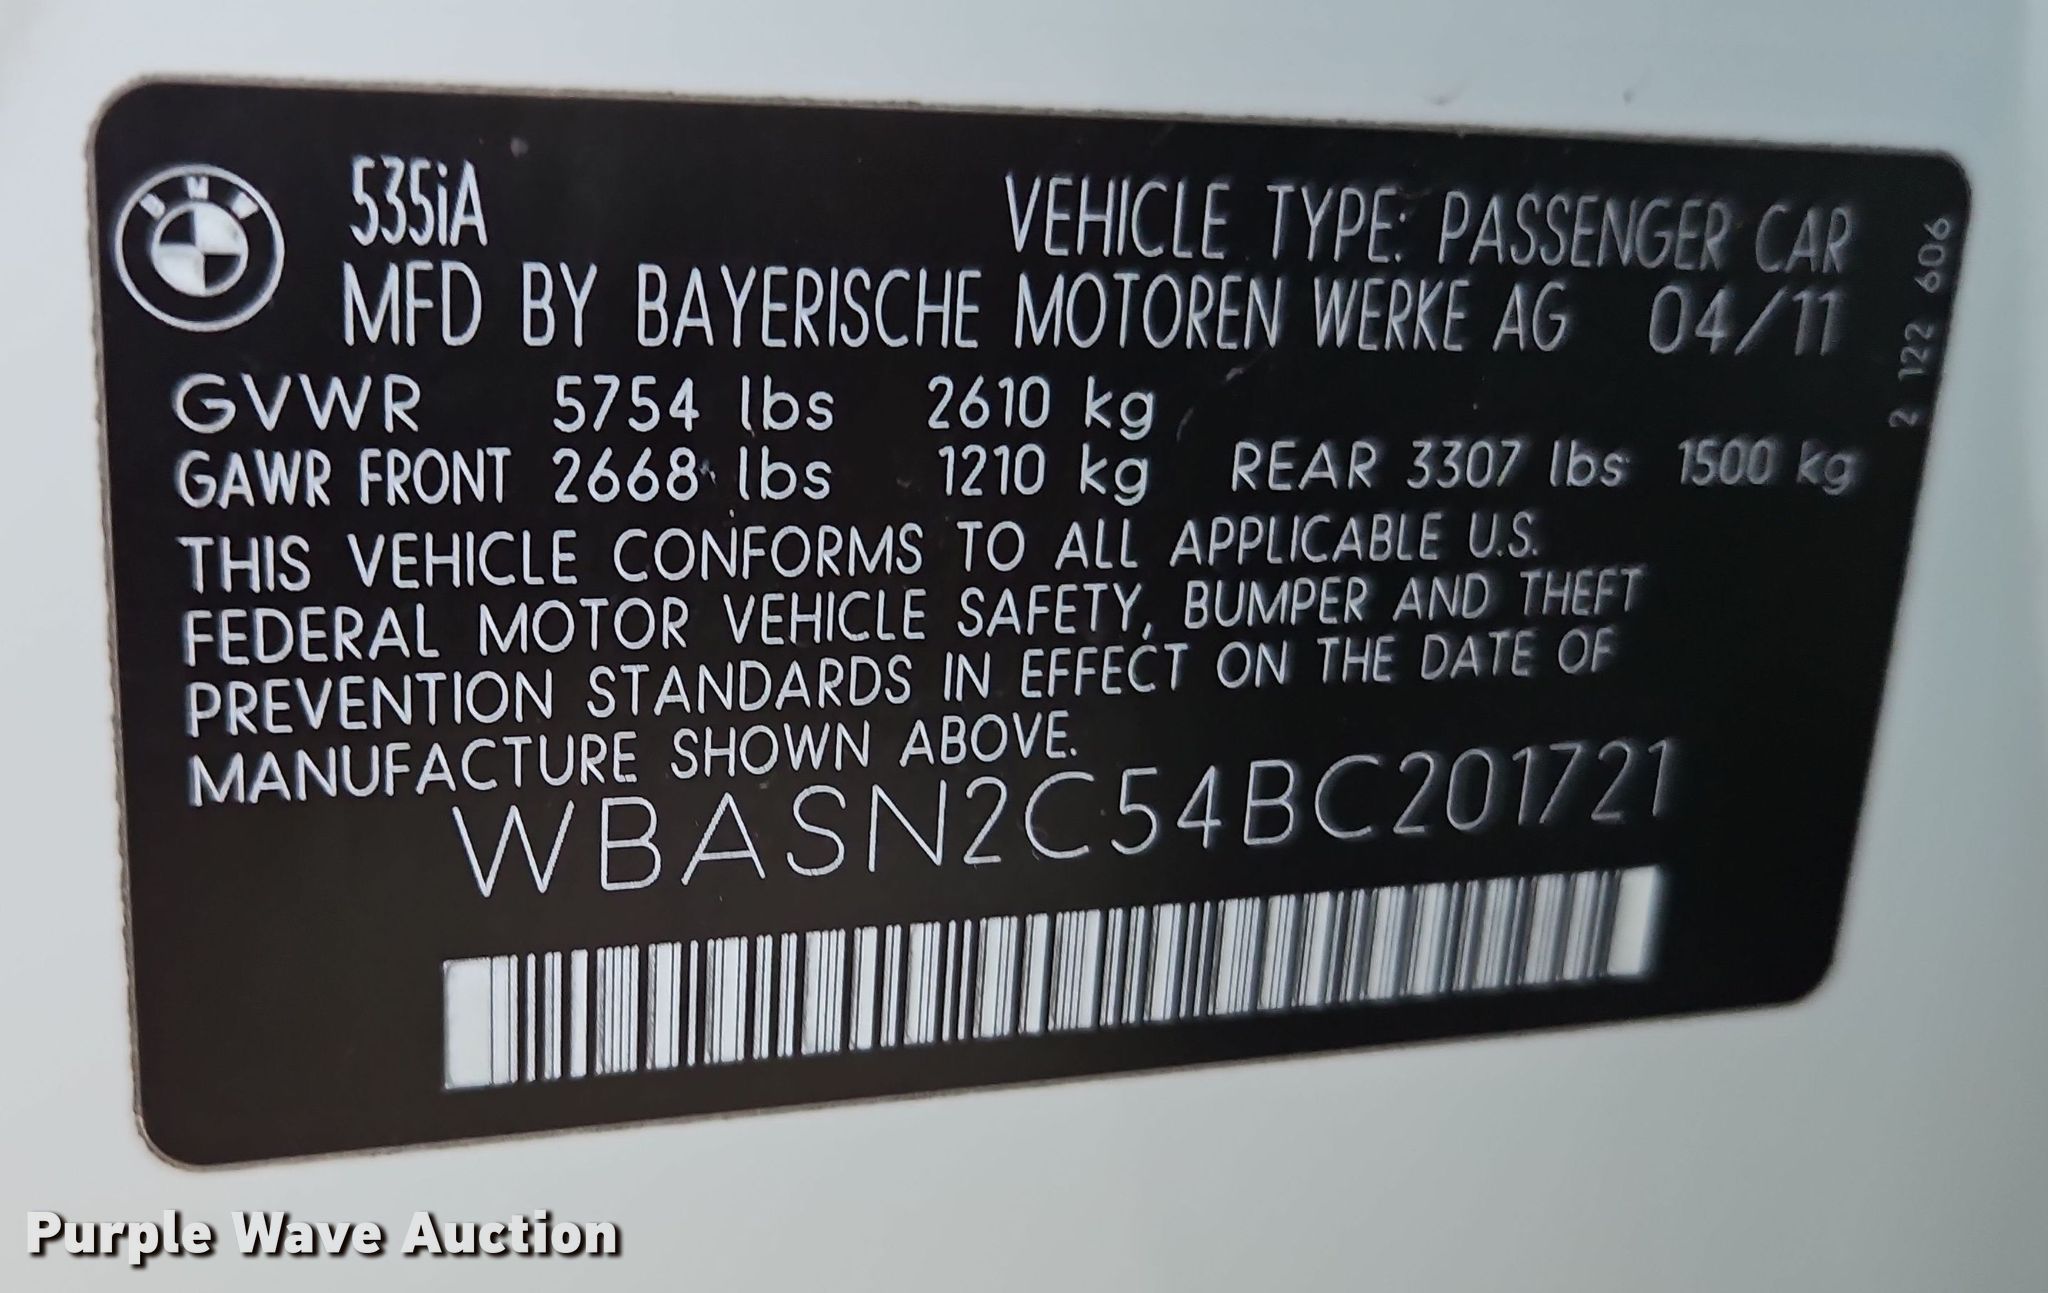 BMW
535iA
VEHICLE TYPE: PASSENGER CAR
MFD BY BAYERISCHE MOTOREN WERKE AG 04/11
GVWR 5754 lbs 2610 kg
GAWR FRONT 2668 lbs 1210 kg REAR 3307 lbs 1500 kg
THIS VEHICLE CONFORMS TO ALL APPLICABLE U.S.
FEDERAL MOTOR VEHICLE SAFETY, BUMPER AND THEFT
PREVENTION STANDARDS IN EFFECT ON THE DATE OF
MANUFACTURE SHOWN ABOVE.
WBASN2C54BC201721
2 122 606
Purple Wave Auction